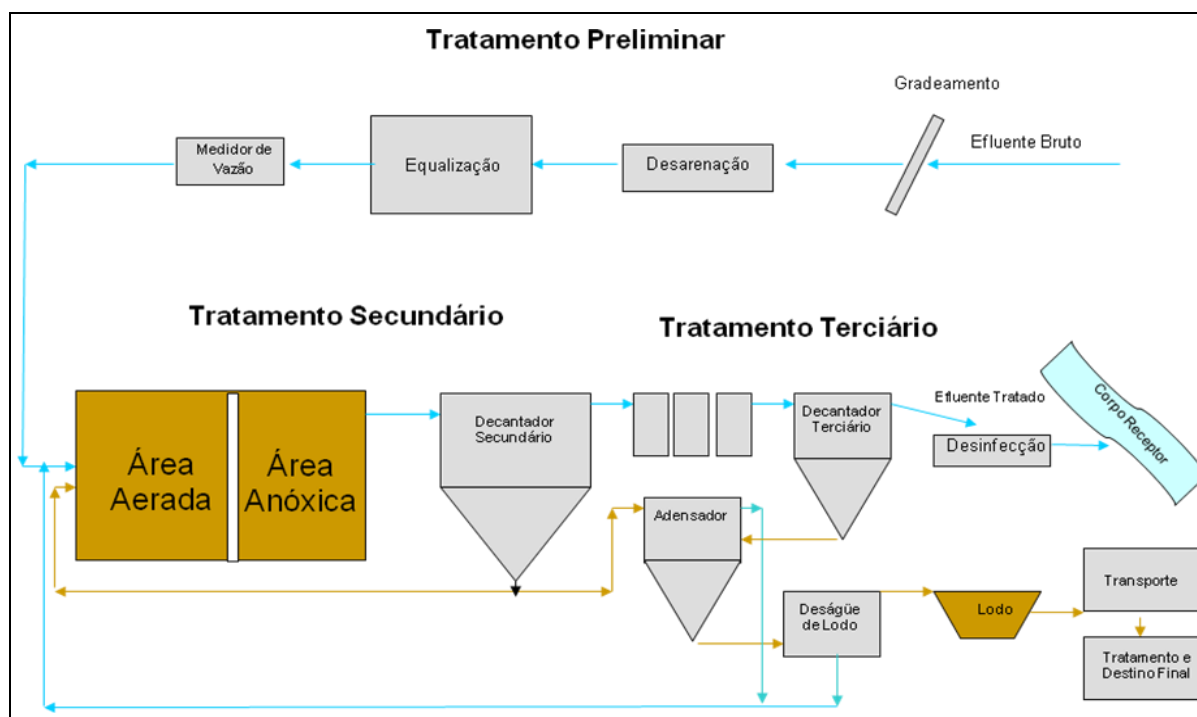 Tratamento Preliminar
Gradeamento
Efluente Bruto
Medidor de
Vazão
Equalização
Desarenação
Tratamento Secundário
Tratamento Terciário
Área
Aerada
Área
Anóxica
Decantador
Secundário
Decantador
Terciário
Efluente Tratado
Desinfecção
Corpo Receptor
Adensador
Deságüe
de Lodo
Lodo
Transporte
Tratamento e
Destino Final